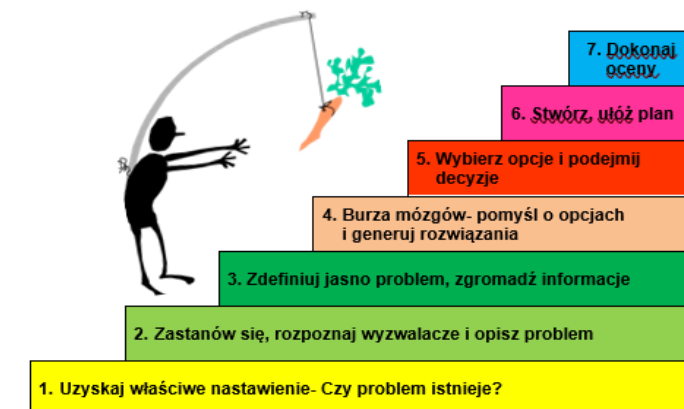 7. Dokonaj
oceny
6. Stwórz, ułóż plan
5. Wybierz opcje i podejmij
decyzje
4. Burza mózgów- pomyśl o opcjach
i generuj rozwiązania
3. Zdefiniuj jasno problem, zgromadź informacje
2. Zastanów się, rozpoznaj wyzwalacze i opisz problem
1. Uzyskaj właściwe nastawienie- Czy problem istnieje?